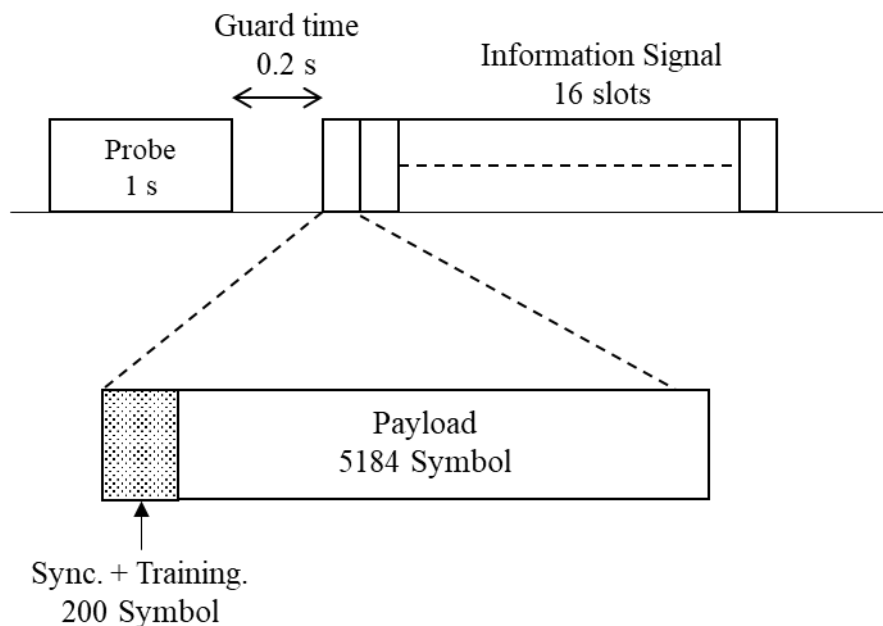 Guard time
0.2 s
Information Signal
16 slots
Probe
1 s
Payload
5184 Symbol
Sync. + Training.
200 Symbol